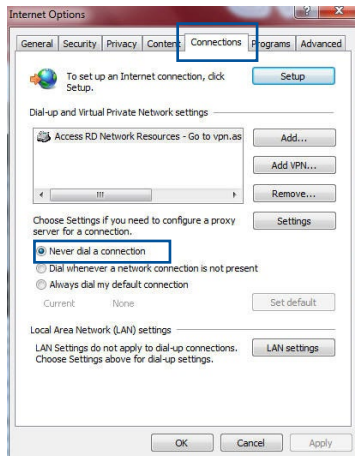 Internet Options
General Security Privacy Content Connections Programs Advanced
To set up an Internet connection, click
Setup.
Setup
Dial-up and Virtual Private Network settings
Access RD Network Resources - Go to vpn.as
Add...
Add VPN...
Remove...
Choose Settings if you need to configure a proxy
server for a connection.
Settings
Never dial a connection
Dial whenever a network connection is not present
Always dial my default connection
Current None
Set default
Local Area Network (LAN) settings
LAN Settings do not apply to dial-up connections.
Choose Settings above for dial-up settings.
LAN settings
OK Cancel Apply